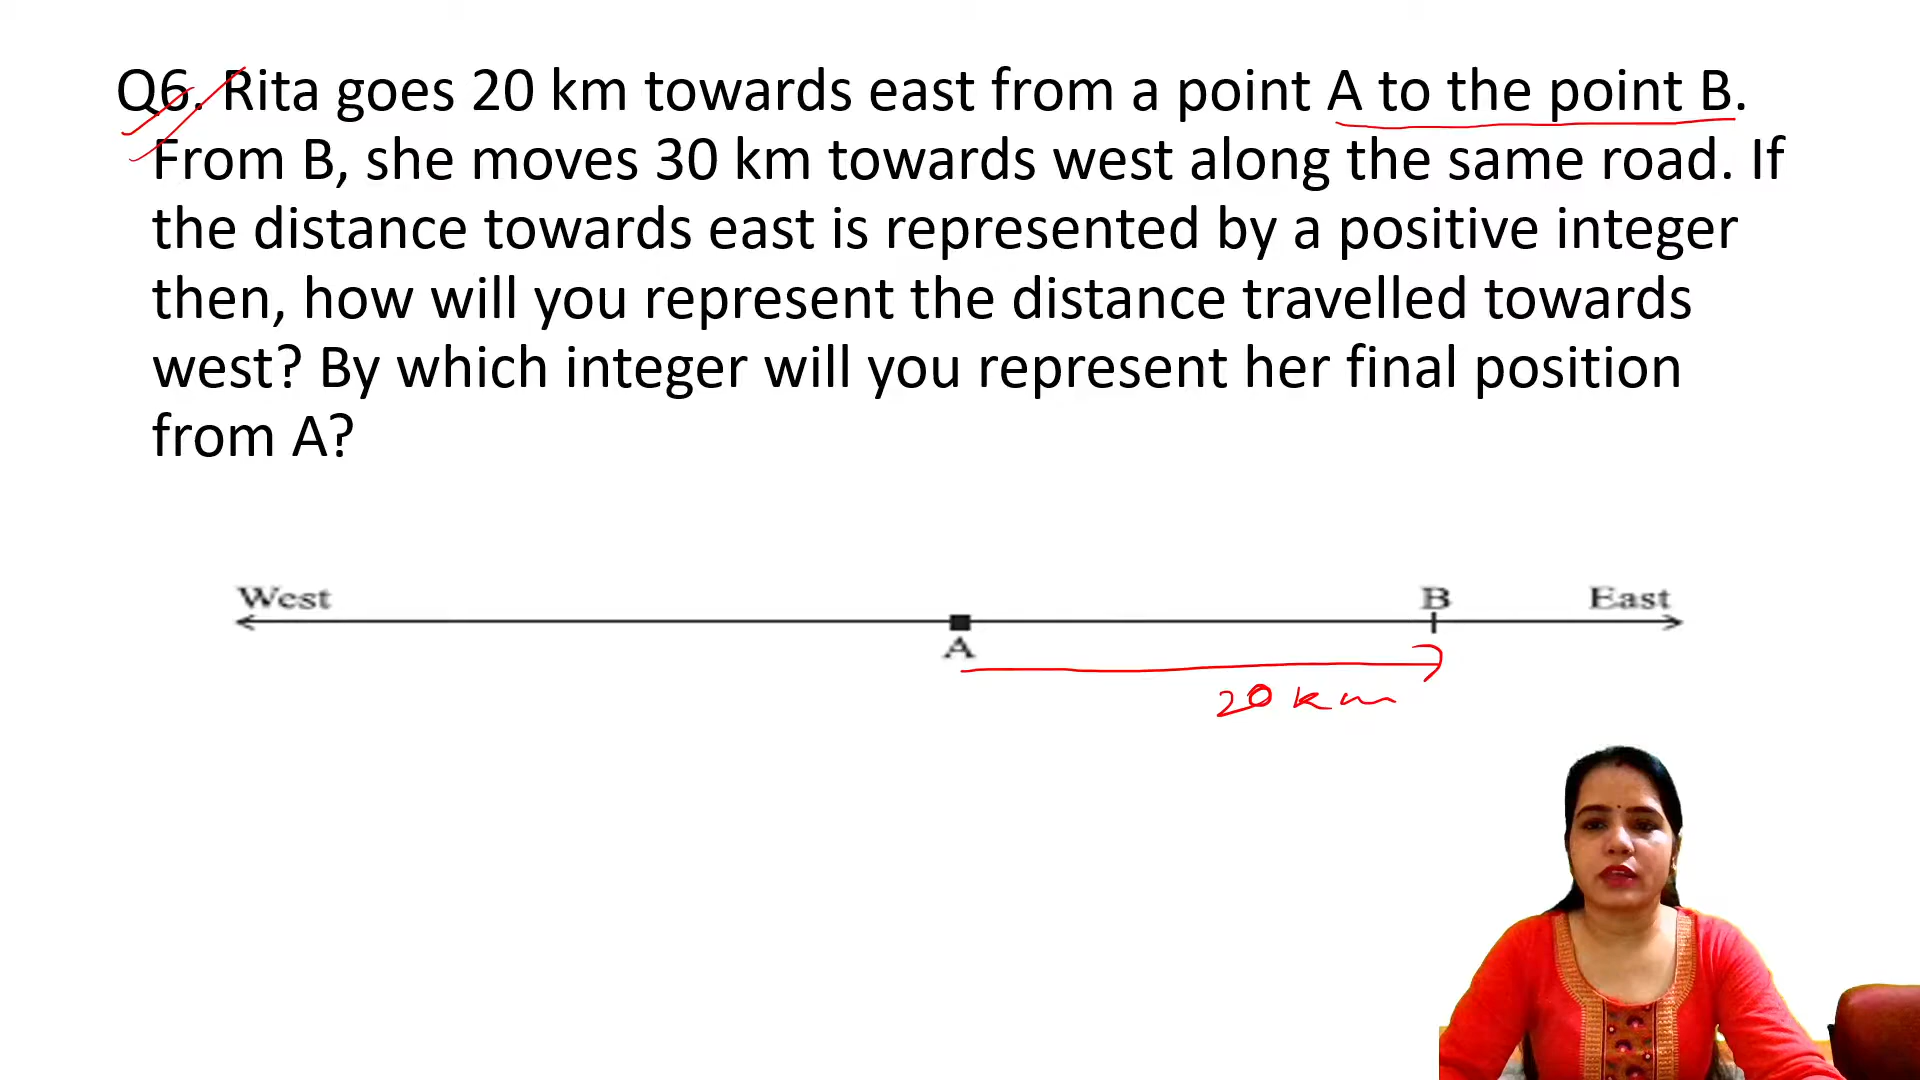 Q6. Rita goes 20 km towards east from a point A to the point B.
From B, she moves 30 km towards west along the same road. If
the distance towards east is represented by a positive integer
then, how will you represent the distance travelled towards
west? By which integer will you represent her final position
from A?
West B East
A
20 km